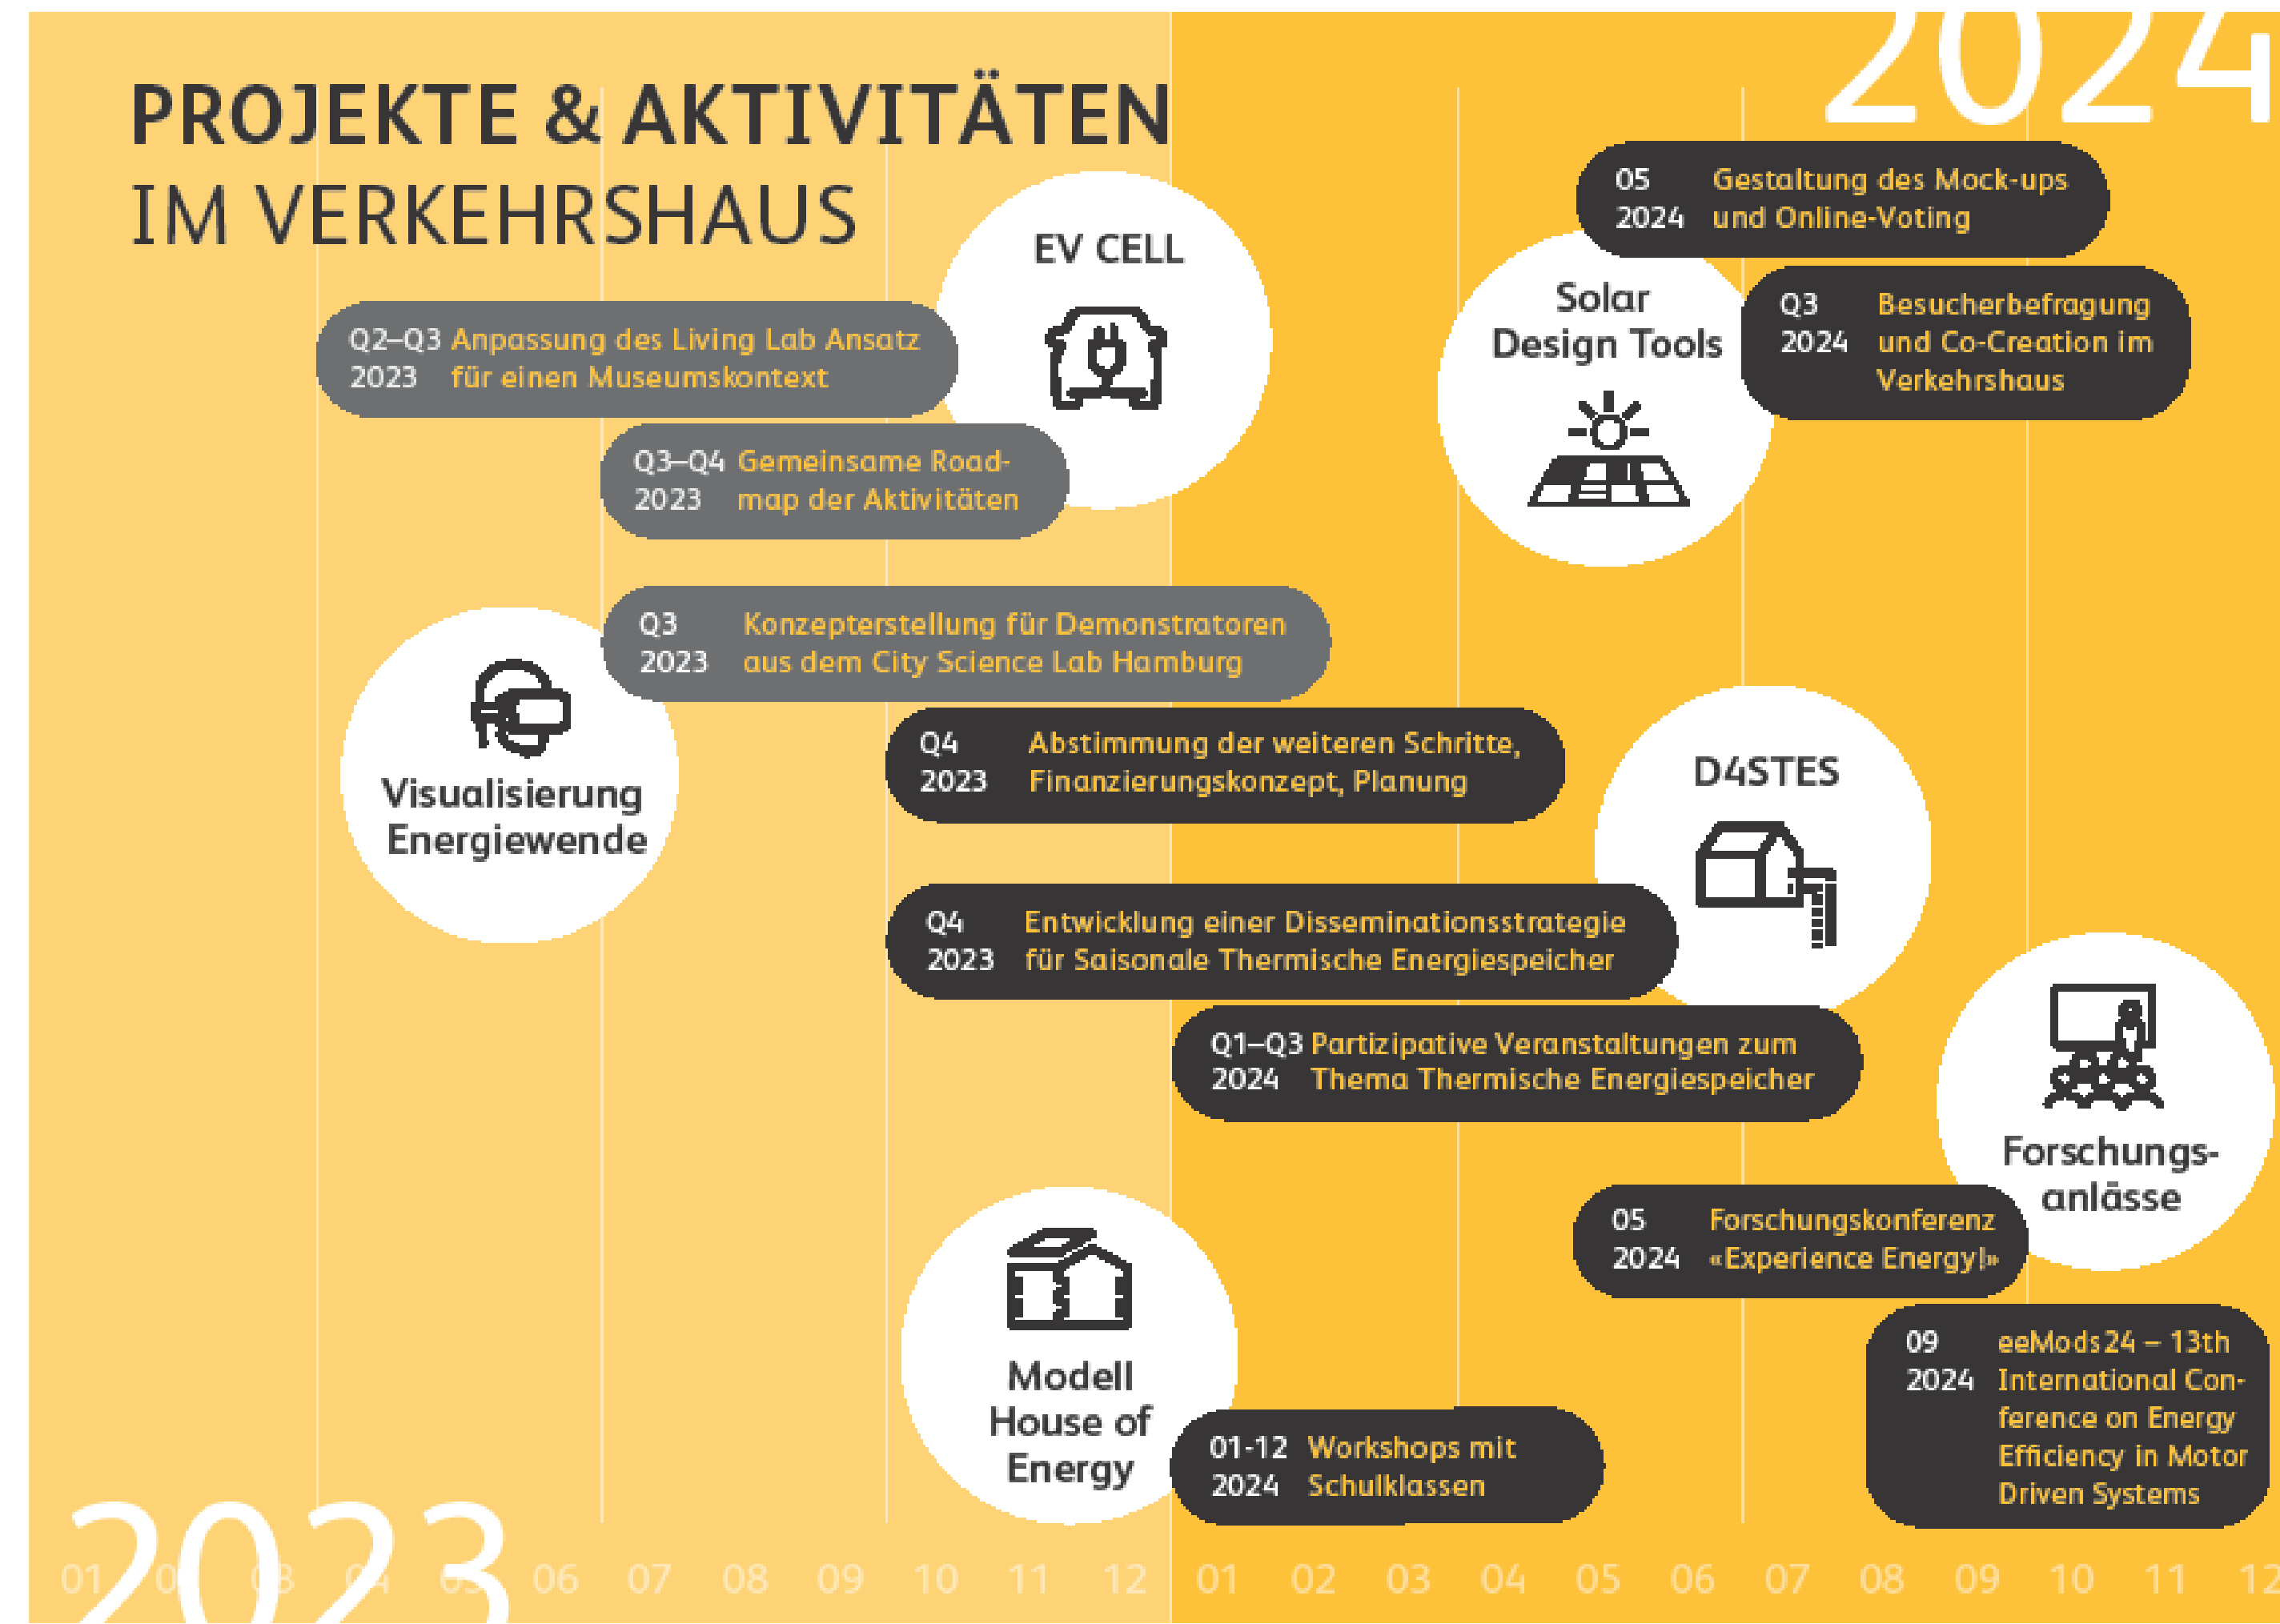 2024
PROJEKTE & AKTIVITÄTEN
IM VERKEHRSHAUS
EV CELL
Q2–Q3 Anpassung des Living Lab Ansatz
2023 für einen Museumskontext
Q3–Q4 Gemeinsame Road-
2023 map der Aktivitäten
05 Gestaltung des Mock-ups
2024 und Online-Voting
Solar
Design Tools
Q3 Besucherbefragung
2024 und Co-Creation im
Verkehrshaus
Q3 Konzepterstellung für Demonstratoren
2023 aus dem City Science Lab Hamburg
Visualisierung
Energiewende
Q4 Abstimmung der weiteren Schritte,
2023 Finanzierungskonzept, Planung
D4STES
Q4 Entwicklung einer Disseminationsstrategie
2023 für Saisonale Thermische Energiespeicher
Q1–Q3 Partizipative Veranstaltungen zum
2024 Thema Thermische Energiespeicher
Forschungs-
anlässe
05 Forschungskonferenz
2024 «Experience Energy!»
09 eeMods24 – 13th
2024 International Con-
ference on Energy
Efficiency in Motor
Driven Systems
Modell
House of
Energy
01-12 Workshops mit
2024 Schulklassen
2023
01 02 03 04 05 06 07 08 09 10 11 12 01 02 03 04 05 06 07 08 09 10 11 12